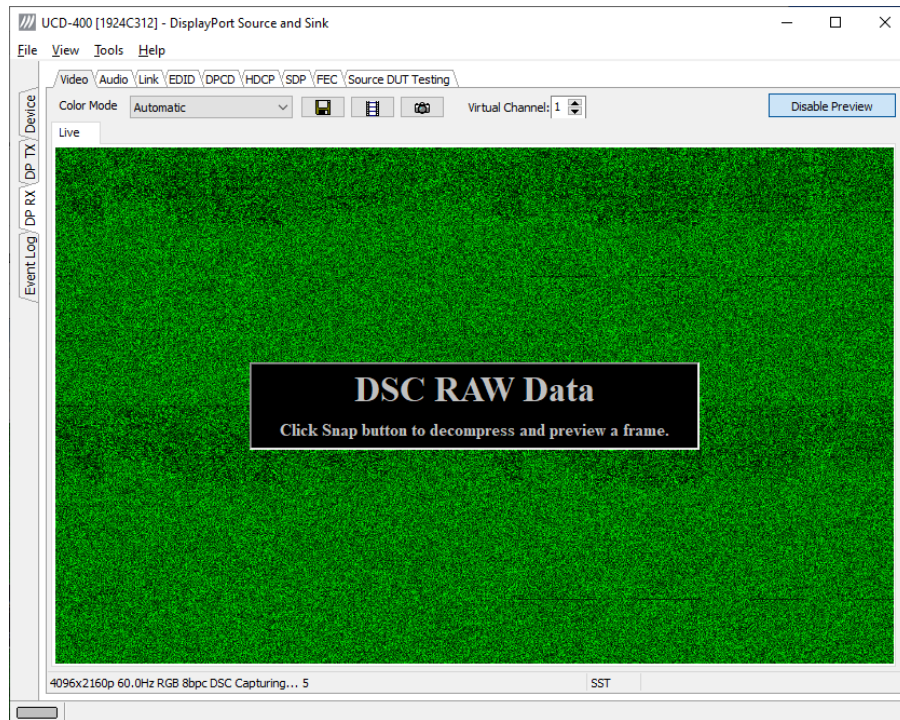 UCD-400 [1924C312] - DisplayPort Source and Sink
File View Tools Help
Device
DP TX
DP RX
Event Log
Video Audio Link EDID DPCD HDCP SDP FEC Source DUT Testing
Color Mode Automatic Virtual Channel: 1 Disable Preview
Live
DSC RAW Data
Click Snap button to decompress and preview a frame.
4096x2160p 60.0Hz RGB 8bpc DSC Capturing... 5 SST